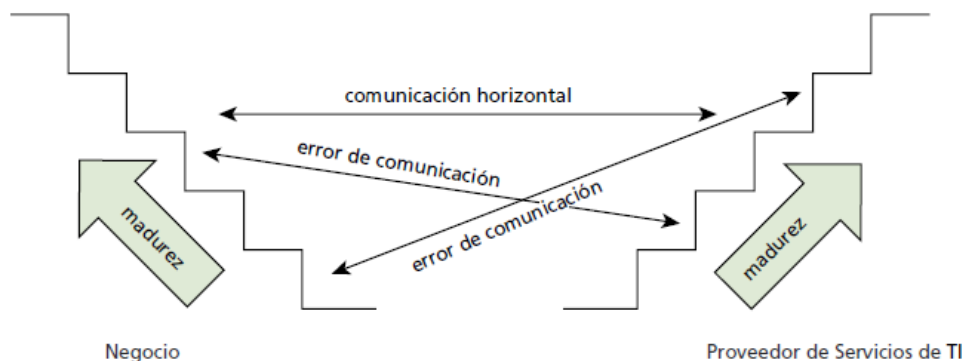 comunicación horizontal
error de comunicación
error de comunicación
madurez
madurez
Negocio
Proveedor de Servicios de TI